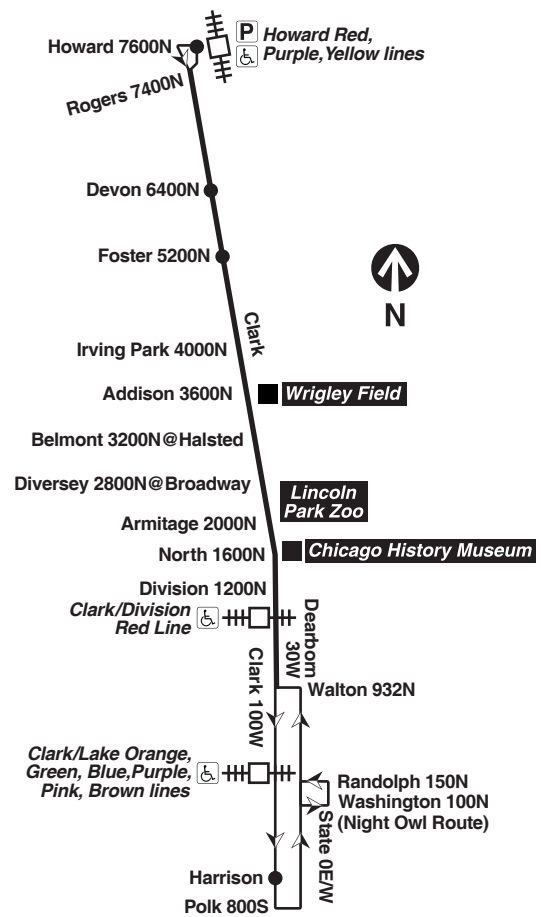 Howard 7600N
P
Howard Red,
Purple,Yellow lines
Rogers 7400N
Devon 6400N
Foster 5200N
N
Clark
Irving Park 4000N
Addison 3600N
Wrigley Field
Belmont 3200N@Halsted
Diversey 2800N@Broadway
Lincoln
Park Zoo
Armitage 2000N
North 1600N
Chicago History Museum
Division 1200N
Clark/Division
Red Line
Dearborn
30W
Clark 100W
Walton 932N
Clark/Lake Orange,
Green, Blue,Purple,
Pink, Brown lines
Randolph 150N
Washington 100N
(Night Owl Route)
State 0E/W
Harrison
Polk 800S